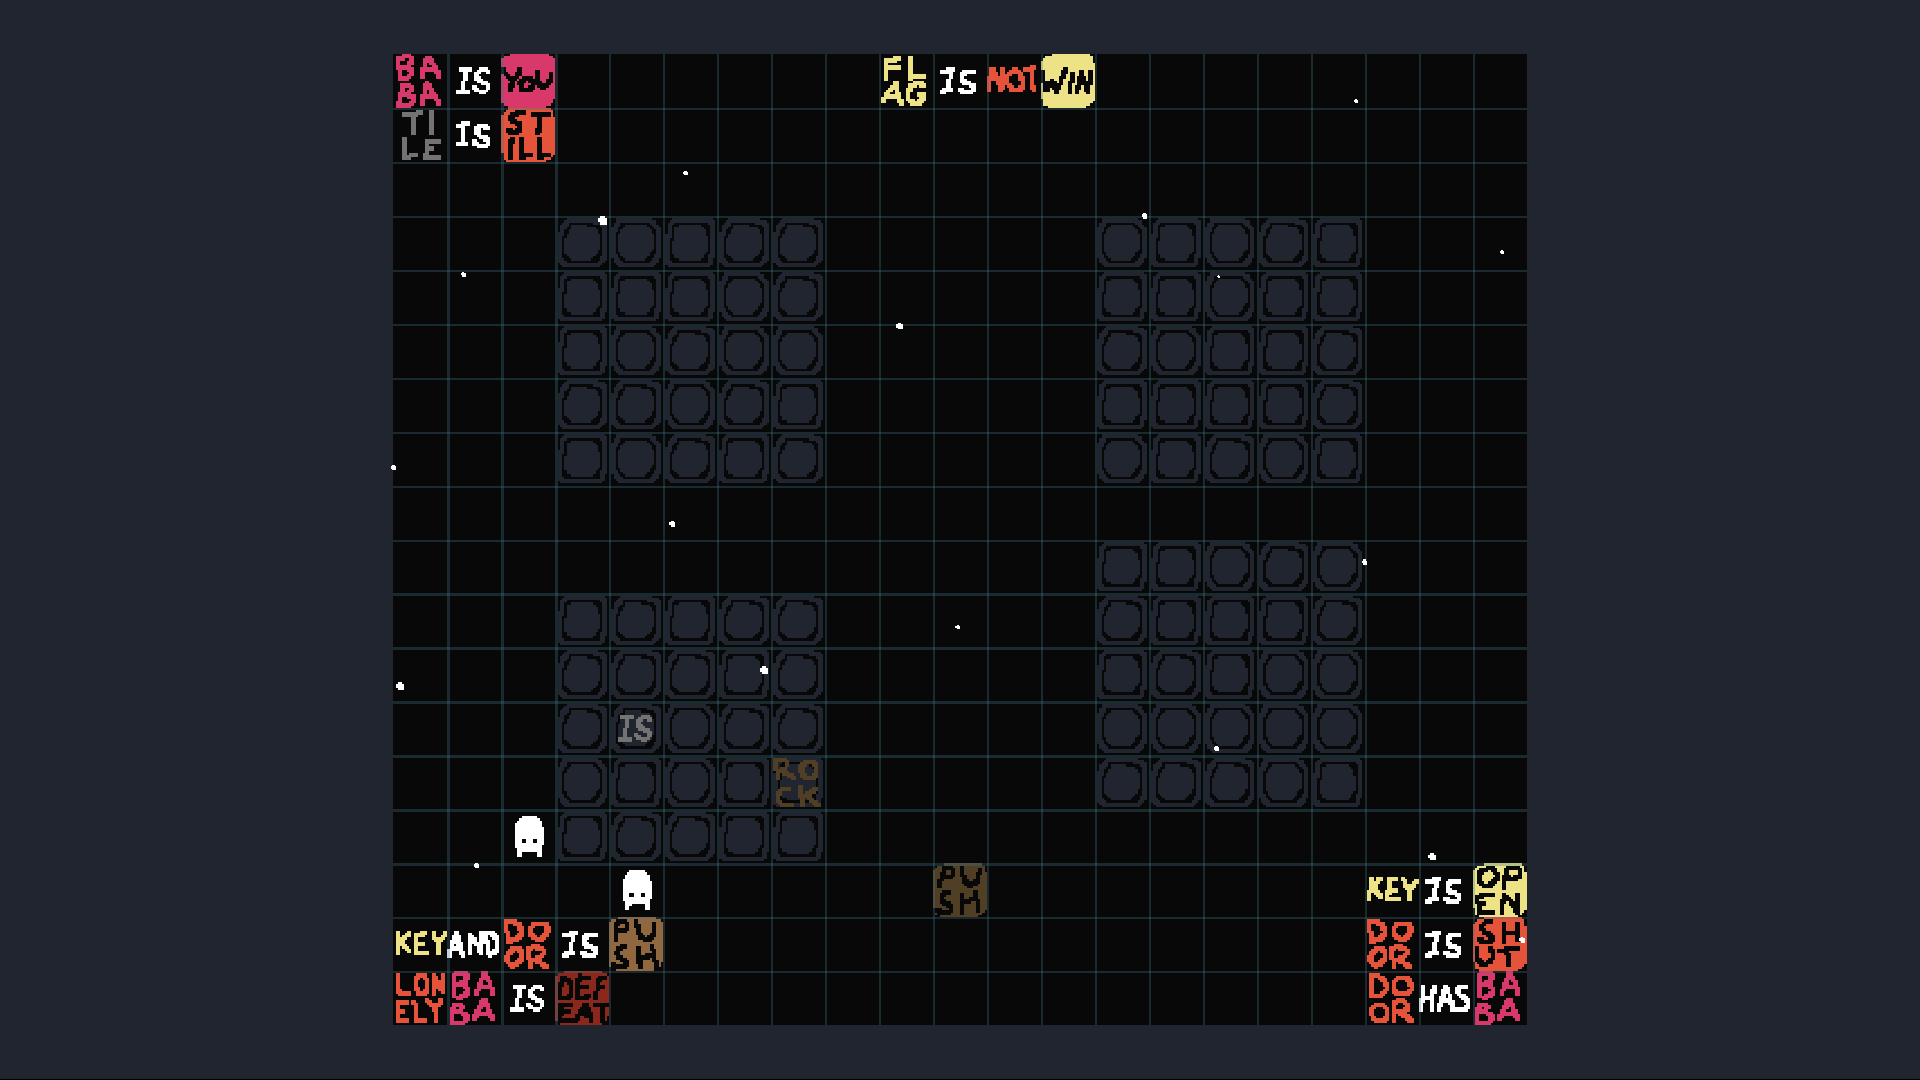 BABA IS YOU
FLAG IS NOT WIN
TILE IS STILL
IS
ROCK
PUSH
KEY IS OPEN
KEY AND DOOR IS PUSH
DOOR IS SHUT
LONELY BABA IS DEFEAT
DOOR HAS BABA